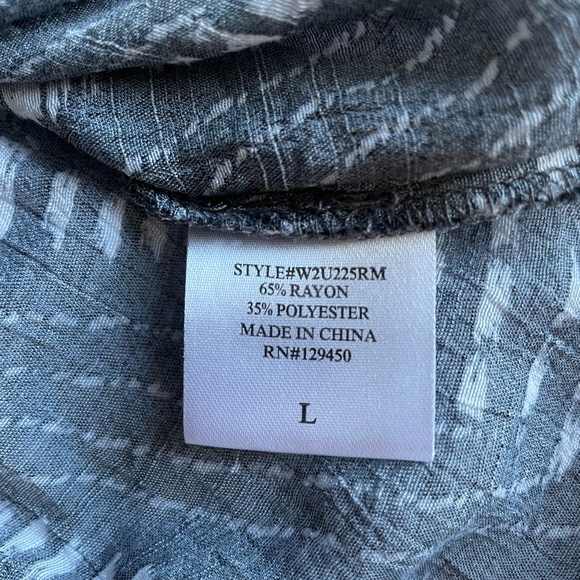 STYLE#W2U225RM
65% RAYON
35% POLYESTER
MADE IN CHINA
RN#129450
L